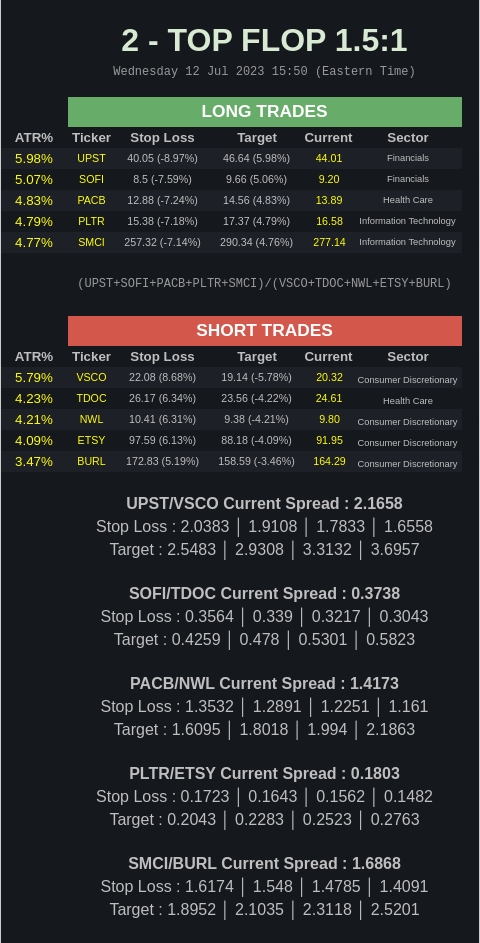 2 - TOP FLOP 1.5:1
Wednesday 12 Jul 2023 15:50 (Eastern Time)
LONG TRADES
ATR% Ticker Stop Loss Target Current Sector
5.98% UPST 40.05 (-8.97%) 46.64 (5.98%) 44.01 Financials
5.07% SOFI 8.5 (-7.59%) 9.66 (5.06%) 9.20 Financials
4.83% PACB 12.88 (-7.24%) 14.56 (4.83%) 13.89 Health Care
4.79% PLTR 15.38 (-7.18%) 17.37 (4.79%) 16.58 Information Technology
4.77% SMCI 257.32 (-7.14%) 290.34 (4.76%) 277.14 Information Technology
(UPST+SOFI+PACB+PLTR+SMCI)/(VSCO+TDOC+NWL+ETSY+BURL)
SHORT TRADES
ATR% Ticker Stop Loss Target Current Sector
5.79% VSCO 22.08 (8.68%) 19.14 (-5.78%) 20.32 Consumer Discretionary
4.23% TDOC 26.17 (6.34%) 23.56 (-4.22%) 24.61 Health Care
4.21% NWL 10.41 (6.31%) 9.38 (-4.21%) 9.80 Consumer Discretionary
4.09% ETSY 97.59 (6.13%) 88.18 (-4.09%) 91.95 Consumer Discretionary
3.47% BURL 172.83 (5.19%) 158.59 (-3.46%) 164.29 Consumer Discretionary
UPST/VSCO Current Spread : 2.1658
Stop Loss : 2.0383 │ 1.9108 │ 1.7833 │ 1.6558
Target : 2.5483 │ 2.9308 │ 3.3132 │ 3.6957
SOFI/TDOC Current Spread : 0.3738
Stop Loss : 0.3564 │ 0.339 │ 0.3217 │ 0.3043
Target : 0.4259 │ 0.478 │ 0.5301 │ 0.5823
PACB/NWL Current Spread : 1.4173
Stop Loss : 1.3532 │ 1.2891 │ 1.2251 │ 1.161
Target : 1.6095 │ 1.8018 │ 1.994 │ 2.1863
PLTR/ETSY Current Spread : 0.1803
Stop Loss : 0.1723 │ 0.1643 │ 0.1562 │ 0.1482
Target : 0.2043 │ 0.2283 │ 0.2523 │ 0.2763
SMCI/BURL Current Spread : 1.6868
Stop Loss : 1.6174 │ 1.548 │ 1.4785 │ 1.4091
Target : 1.8952 │ 2.1035 │ 2.3118 │ 2.5201